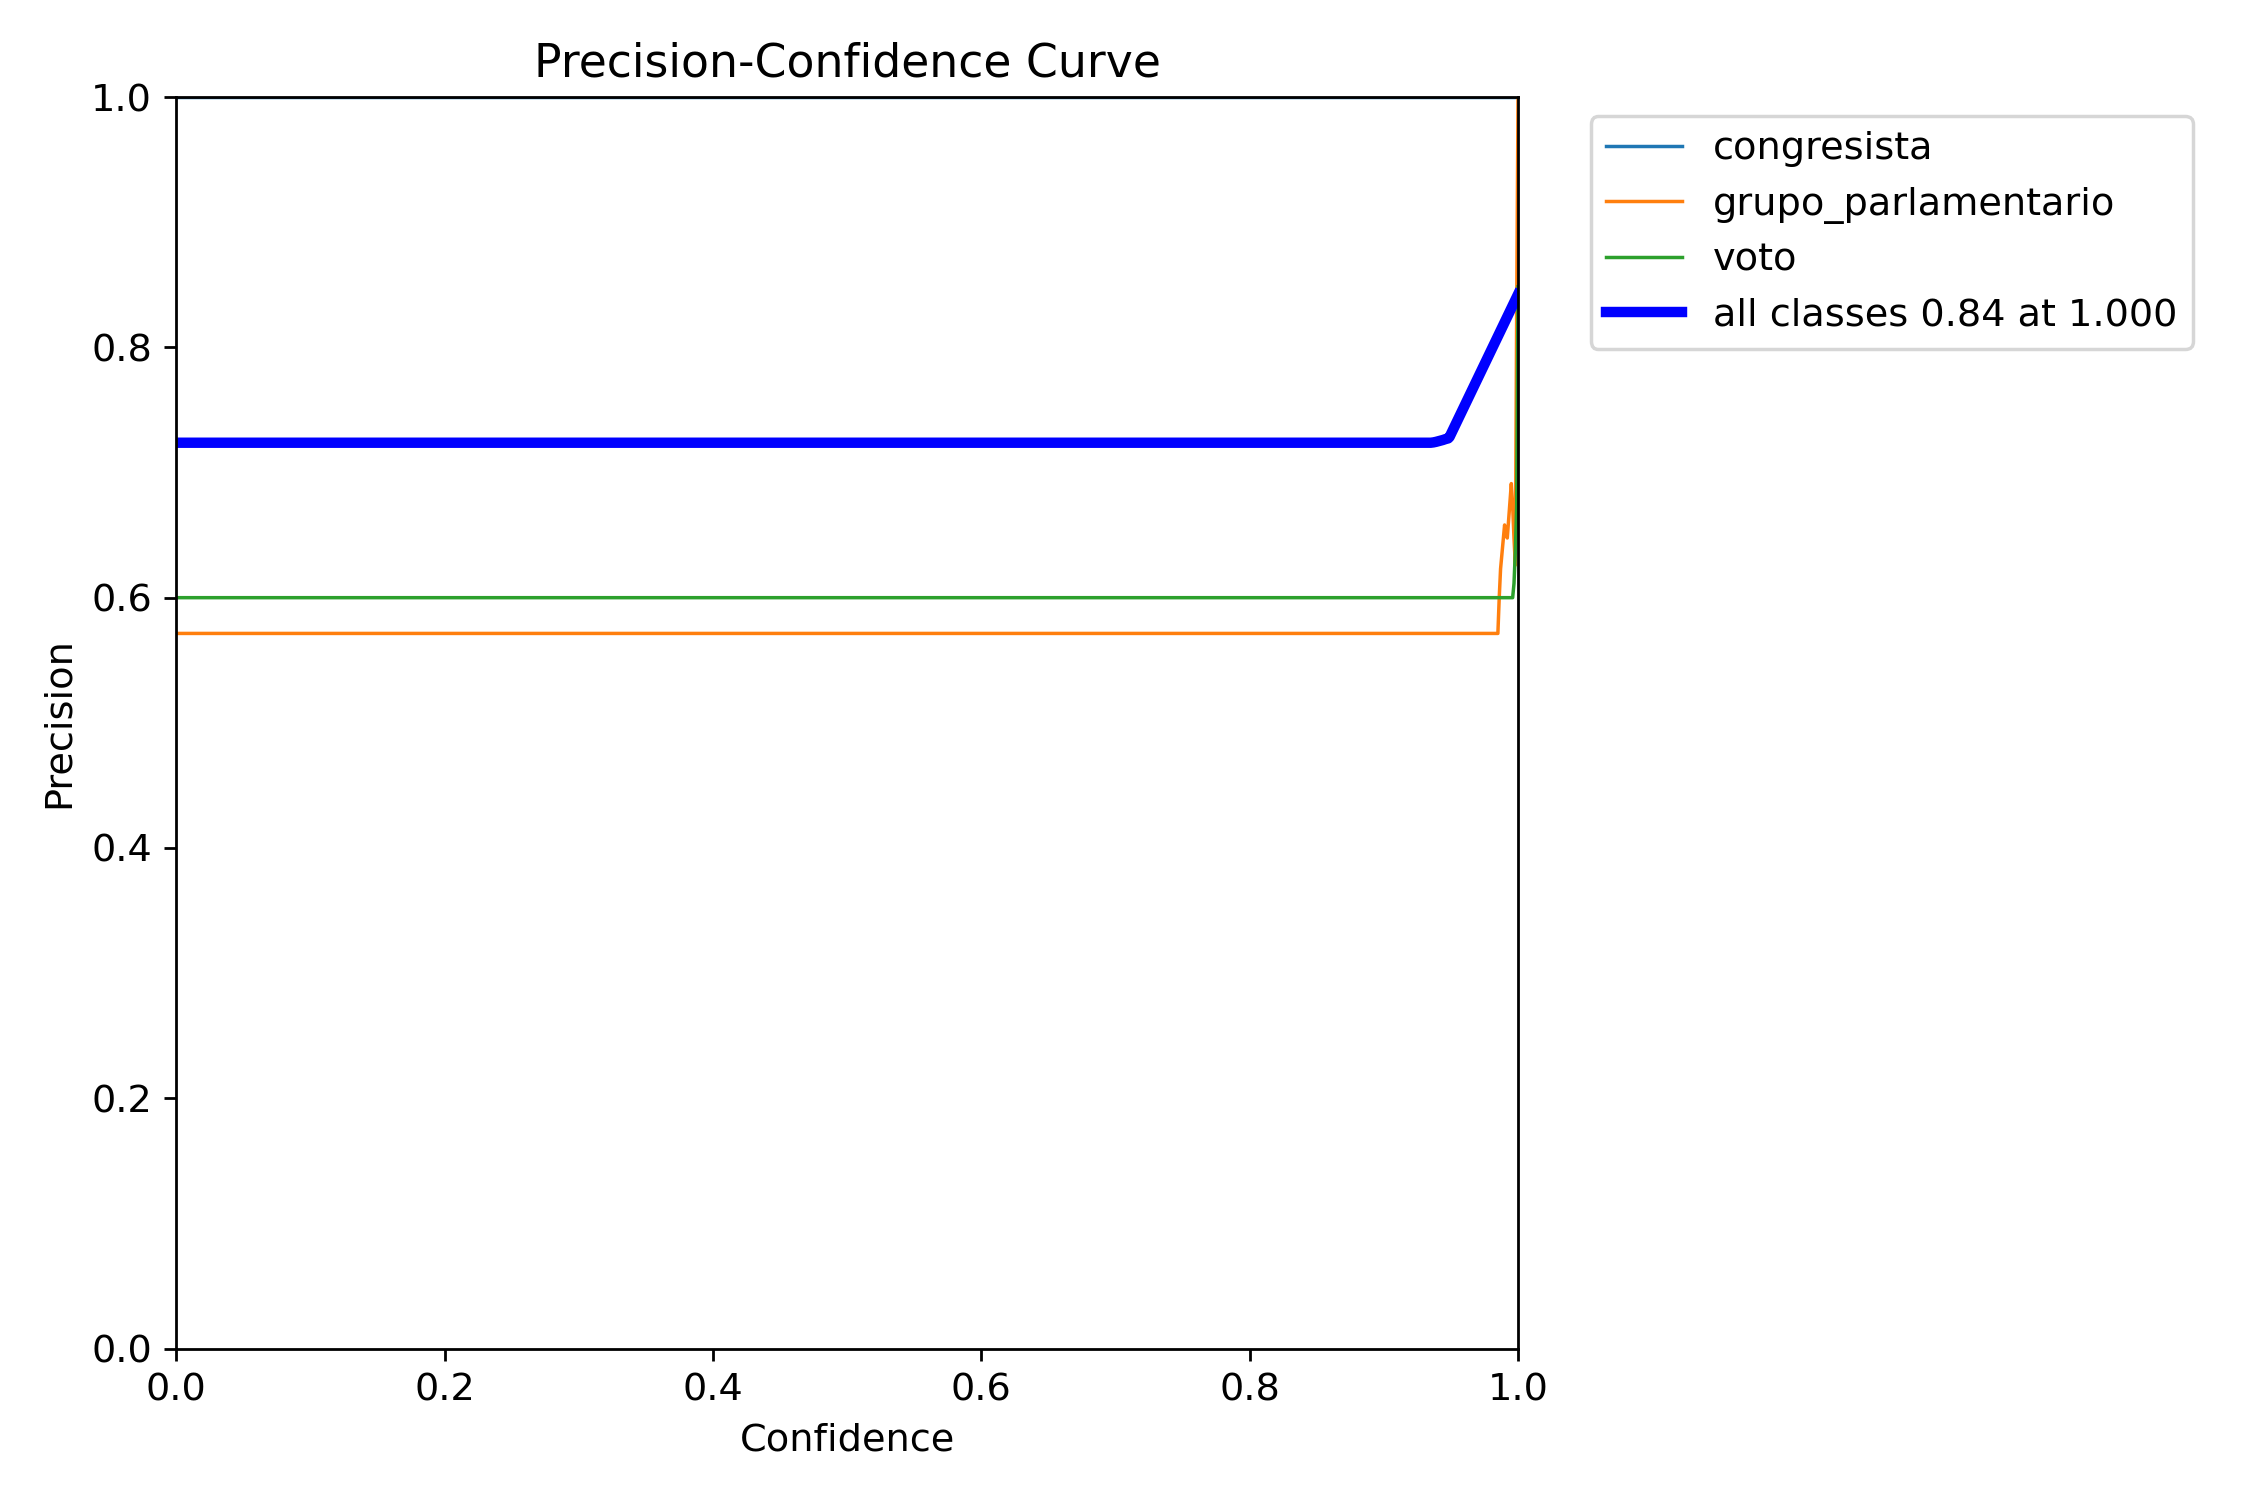 Precision-Confidence Curve
1.0
0.8
0.6
0.4
0.2
0.0
Precision
0.0 0.2 0.4 0.6 0.8 1.0
Confidence
congresista
grupo_parlamentario
voto
all classes 0.84 at 1.000